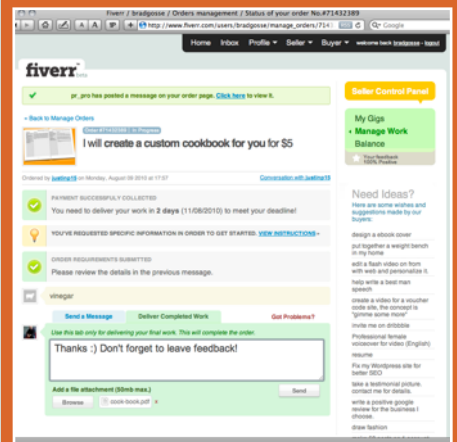 Fiverr / bradgosse / Orders management / Status of your order No.#71432389
http://www.fiverr.com/users/bradgosse/manage_orders/7143
Google
Home Inbox Profile Seller Buyer welcome back bradgosse - logout
fiverr beta
pr_pro has posted a message on your order page. Click here to view it.
Seller Control Panel
« Back to Manage Orders
My Gigs
Manage Work
Balance
Your feedback
100% Positive
Order #71432389 | In Progress
I will create a custom cookbook for you for $5
Ordered by justinp18 on Monday, August 09 2010 at 17:57
Conversation with justinp18
PAYMENT SUCCESSFULLY COLLECTED
You need to deliver your work in 2 days (11/08/2010) to meet your deadline!
YOU'VE REQUESTED SPECIFIC INFORMATION IN ORDER TO GET STARTED. VIEW INSTRUCTIONS»
ORDER REQUIREMENTS SUBMITTED
Please review the details in the previous message.
vinegar
Send a Message Deliver Completed Work Got Problems?
Use this tab only for delivering your final work. This will complete the order.
Thanks :) Don't forget to leave feedback!
Add a file attachment (50mb max.)
Send
Browse cook-book.pdf x
Need Ideas?
Here are some wishes and
suggestions made by our
buyers:
design a ebook cover
put together a weight bench
in my home
edit a flash video on from
with web and personalize it.
help write a best man
speech
create a video for a voucher
code site, the concept is
"gimme some more"
invite me on dribbble
Professional female
voiceover for video (English)
resume
Fix my Wordpress site for
better SEO
take a testimonial picture.
contact me for details.
write a positive google
review for the business I
choose.
draw fashion